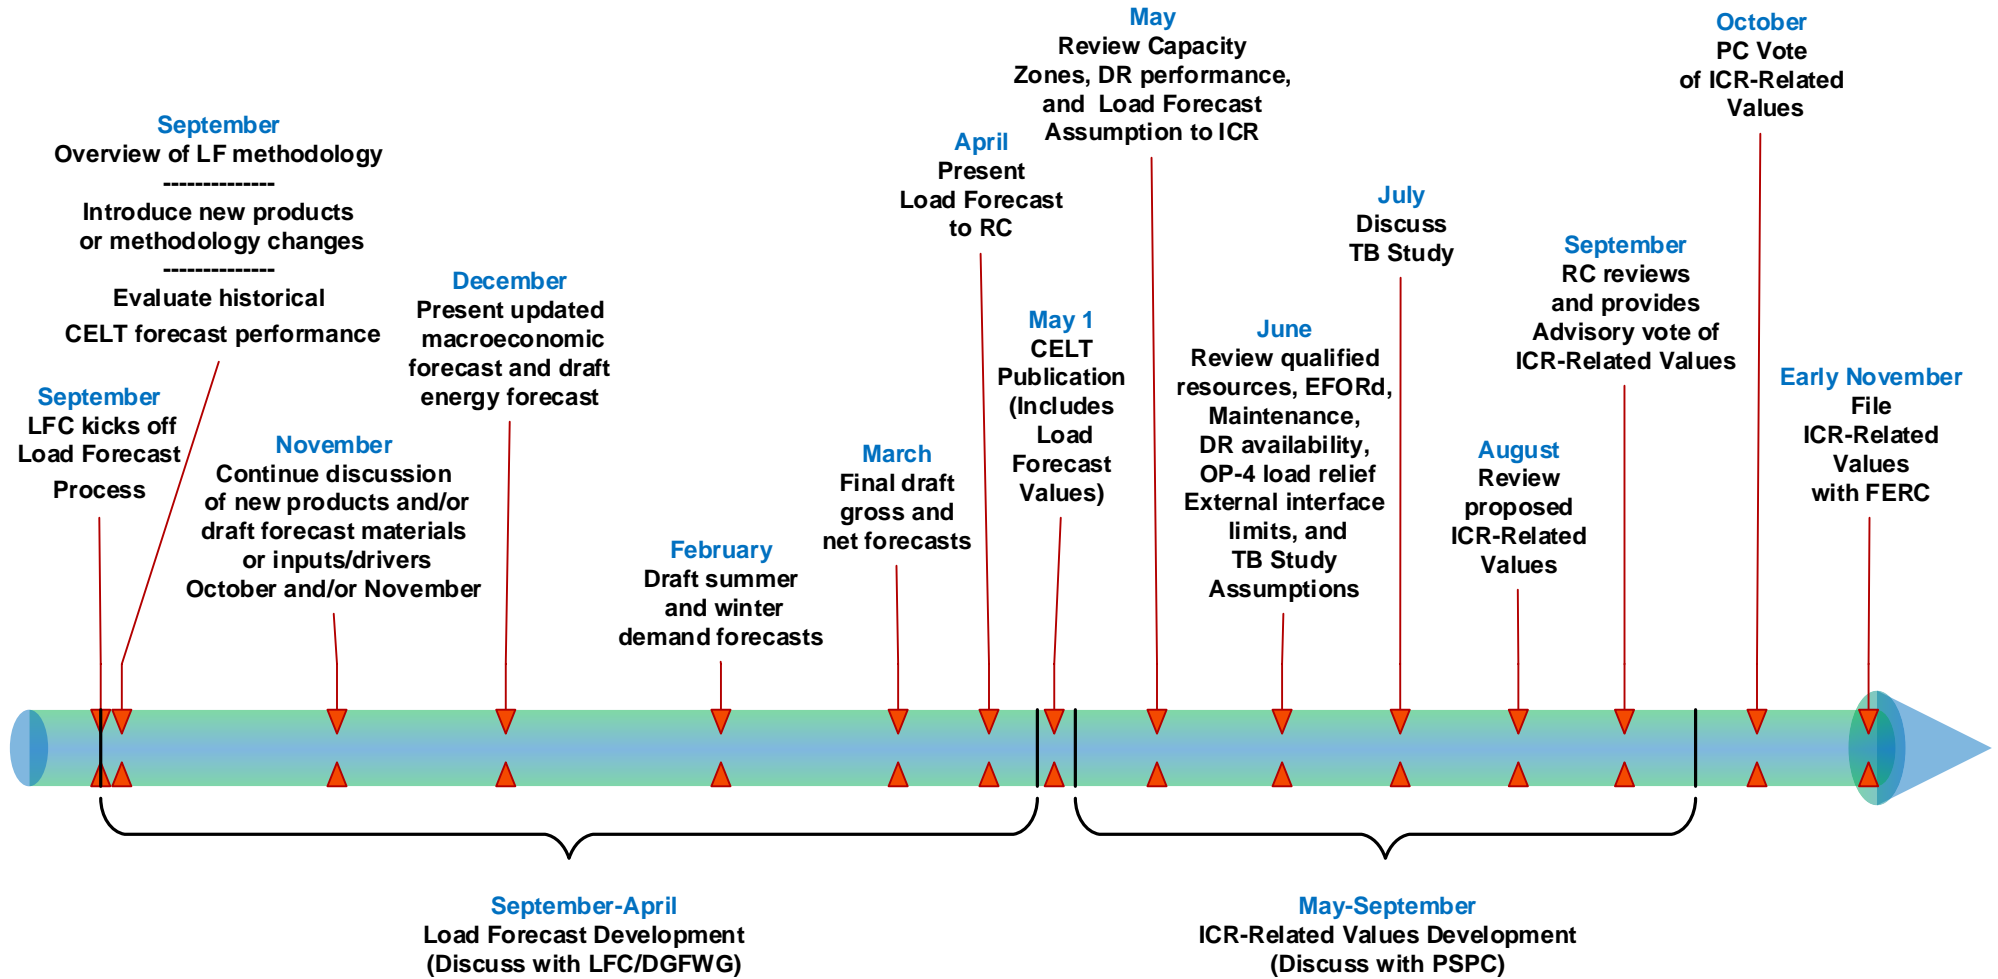 September
LFC kicks off
Load Forecast
Process
September
Overview of LF methodology
--------------
Introduce new products
or methodology changes
--------------
Evaluate historical
CELT forecast performance
November
Continue discussion
of new products and/or
draft forecast materials
or inputs/drivers
October and/or November
December
Present updated
macroeconomic
forecast and draft
energy forecast
February
Draft summer
and winter
demand forecasts
March
Final draft
gross and
net forecasts
April
Present
Load Forecast
to RC
May 1
CELT
Publication
(Includes
Load
Forecast
Values)
May
Review Capacity
Zones, DR performance,
and Load Forecast
Assumption to ICR
June
Review qualified
resources, EFORd,
Maintenance,
DR availability,
OP-4 load relief
External interface
limits, and
TB Study
Assumptions
July
Discuss
TB Study
August
Review
proposed
ICR-Related
Values
September
RC reviews
and provides
Advisory vote of
ICR-Related Values
October
PC Vote
of ICR-Related
Values
Early November
File
ICR-Related
Values
with FERC
September-April
Load Forecast Development
(Discuss with LFC/DGFWG)
May-September
ICR-Related Values Development
(Discuss with PSPC)